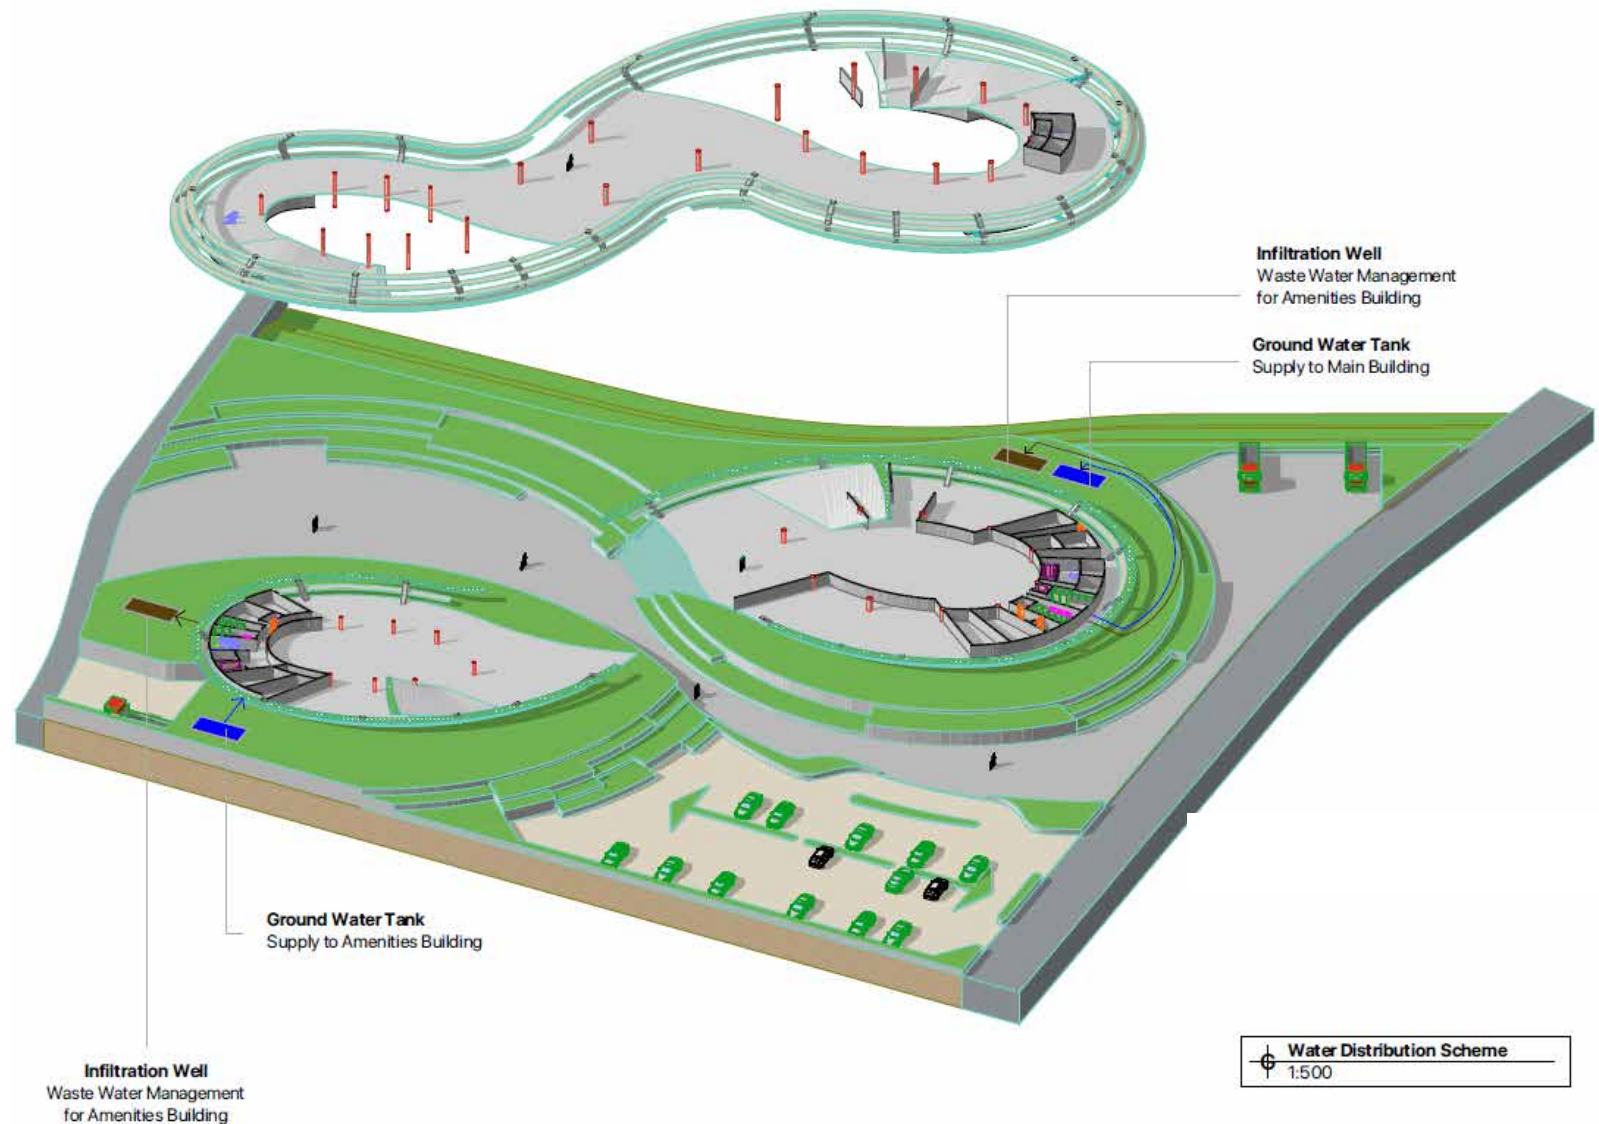 Infiltration Well
Waste Water Management
for Amenities Building
Ground Water Tank
Supply to Main Building
Ground Water Tank
Supply to Amenities Building
Infiltration Well
Waste Water Management
for Amenities Building
6 Water Distribution Scheme
1:500